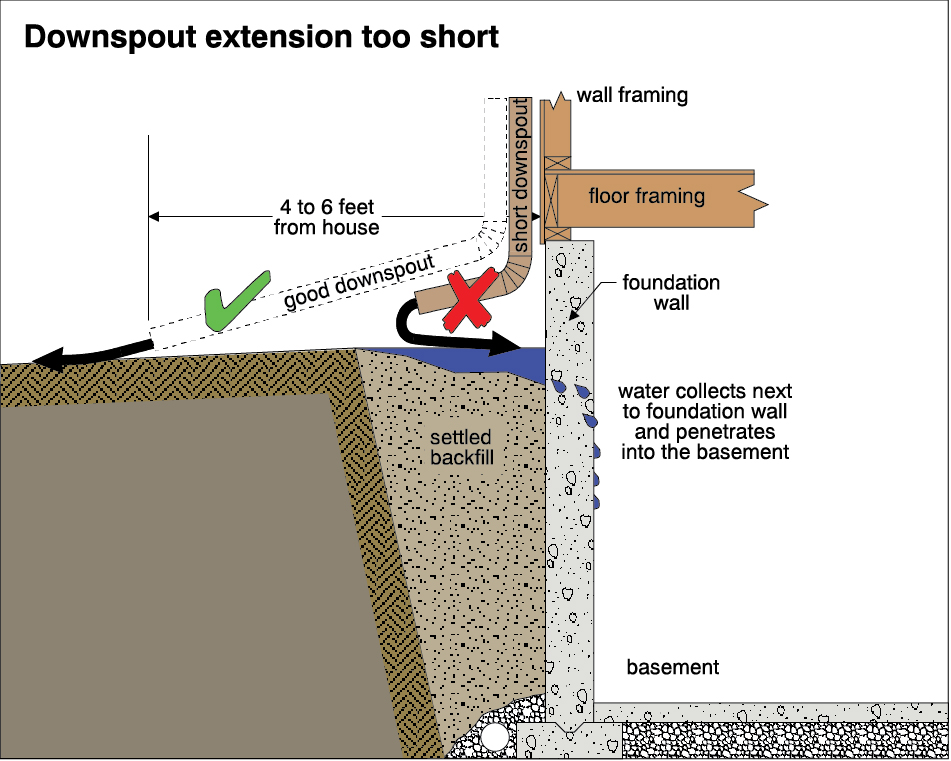 Downspout extension too short
wall framing
short downspout
floor framing
4 to 6 feet
from house
good downspout
foundation
wall
water collects next
to foundation wall
and penetrates
into the basement
settled
backfill
basement